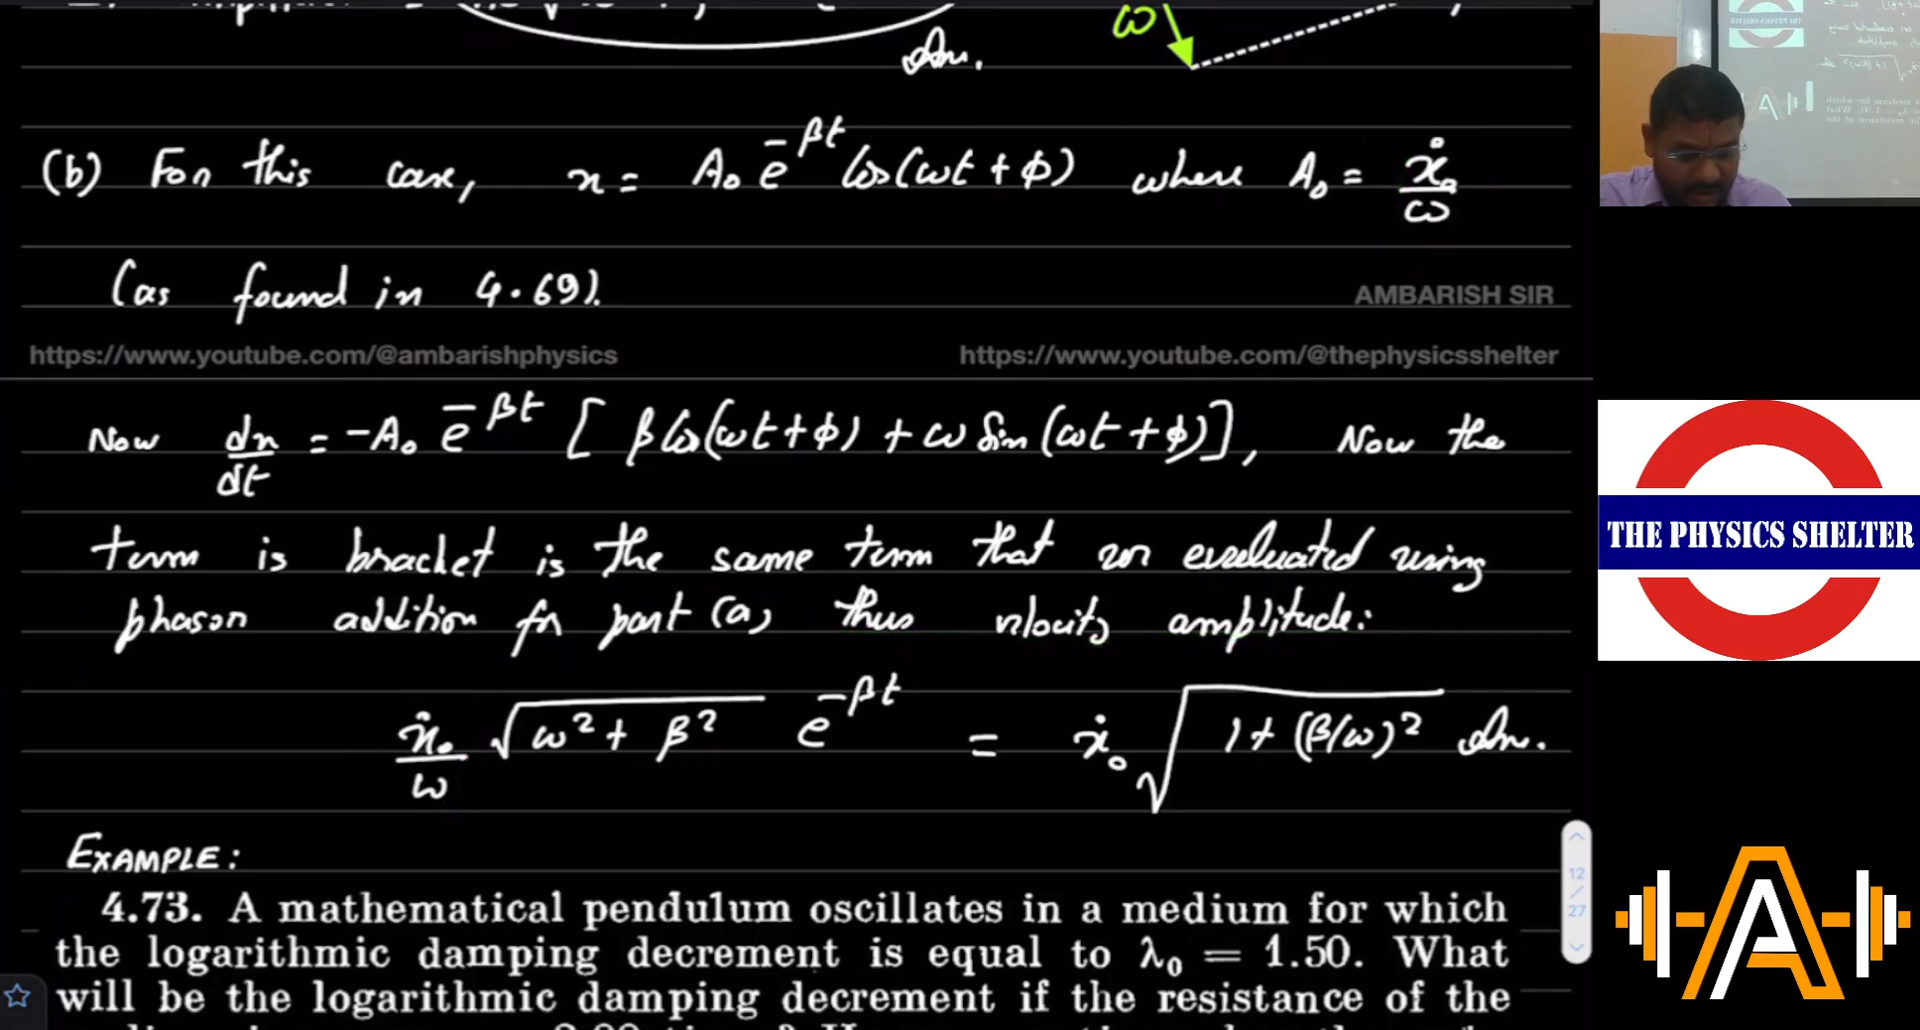 Ans.
ω
(b) For this case, x = A₀ e^-βt Cos(ωt + φ) where A₀ = ẋ₀/ω
(as found in 4.69).
AMBARISH SIR
https://www.youtube.com/@ambarishphysics
https://www.youtube.com/@thephysicsshelter
Now dx/dt = -A₀ e^-βt [ β Cos(ωt + φ) + ω Sin(ωt + φ)], Now the
term is bracket is the same term that we evaluated using
phasor addition for part (a) thus velocity amplitude:
ẋ₀/ω √(ω² + β²) e^-βt = ẋ₀ √(1 + (β/ω)²) Ans.
EXAMPLE:
4.73. A mathematical pendulum oscillates in a medium for which
the logarithmic damping decrement is equal to λ₀ = 1.50. What
will be the logarithmic damping decrement if the resistance of the
12
/
27
THE PHYSICS SHELTER
A